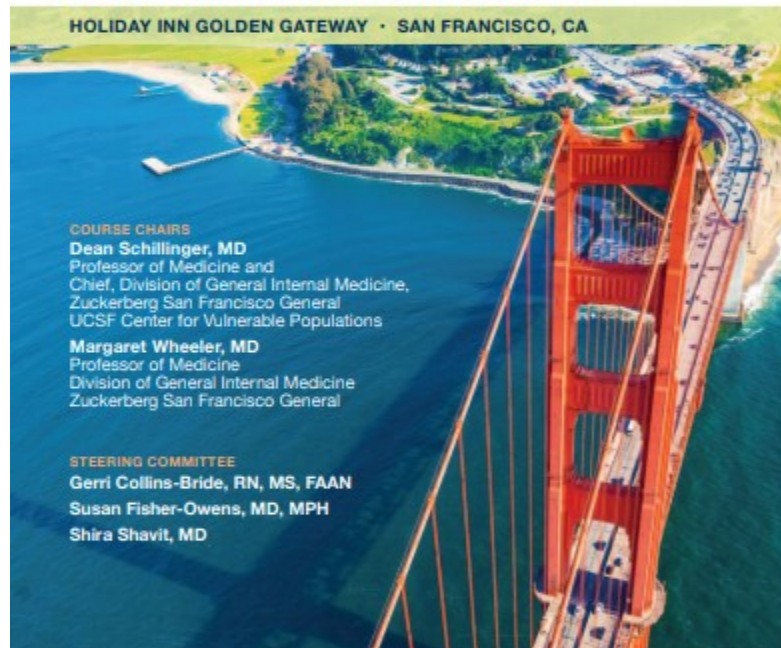 HOLIDAY INN GOLDEN GATEWAY · SAN FRANCISCO, CA
COURSE CHAIRS
Dean Schillinger, MD
Professor of Medicine and
Chief, Division of General Internal Medicine,
Zuckerberg San Francisco General
UCSF Center for Vulnerable Populations
Margaret Wheeler, MD
Professor of Medicine
Division of General Internal Medicine
Zuckerberg San Francisco General
STEERING COMMITTEE
Gerri Collins-Bride, RN, MS, FAAN
Susan Fisher-Owens, MD, MPH
Shira Shavit, MD